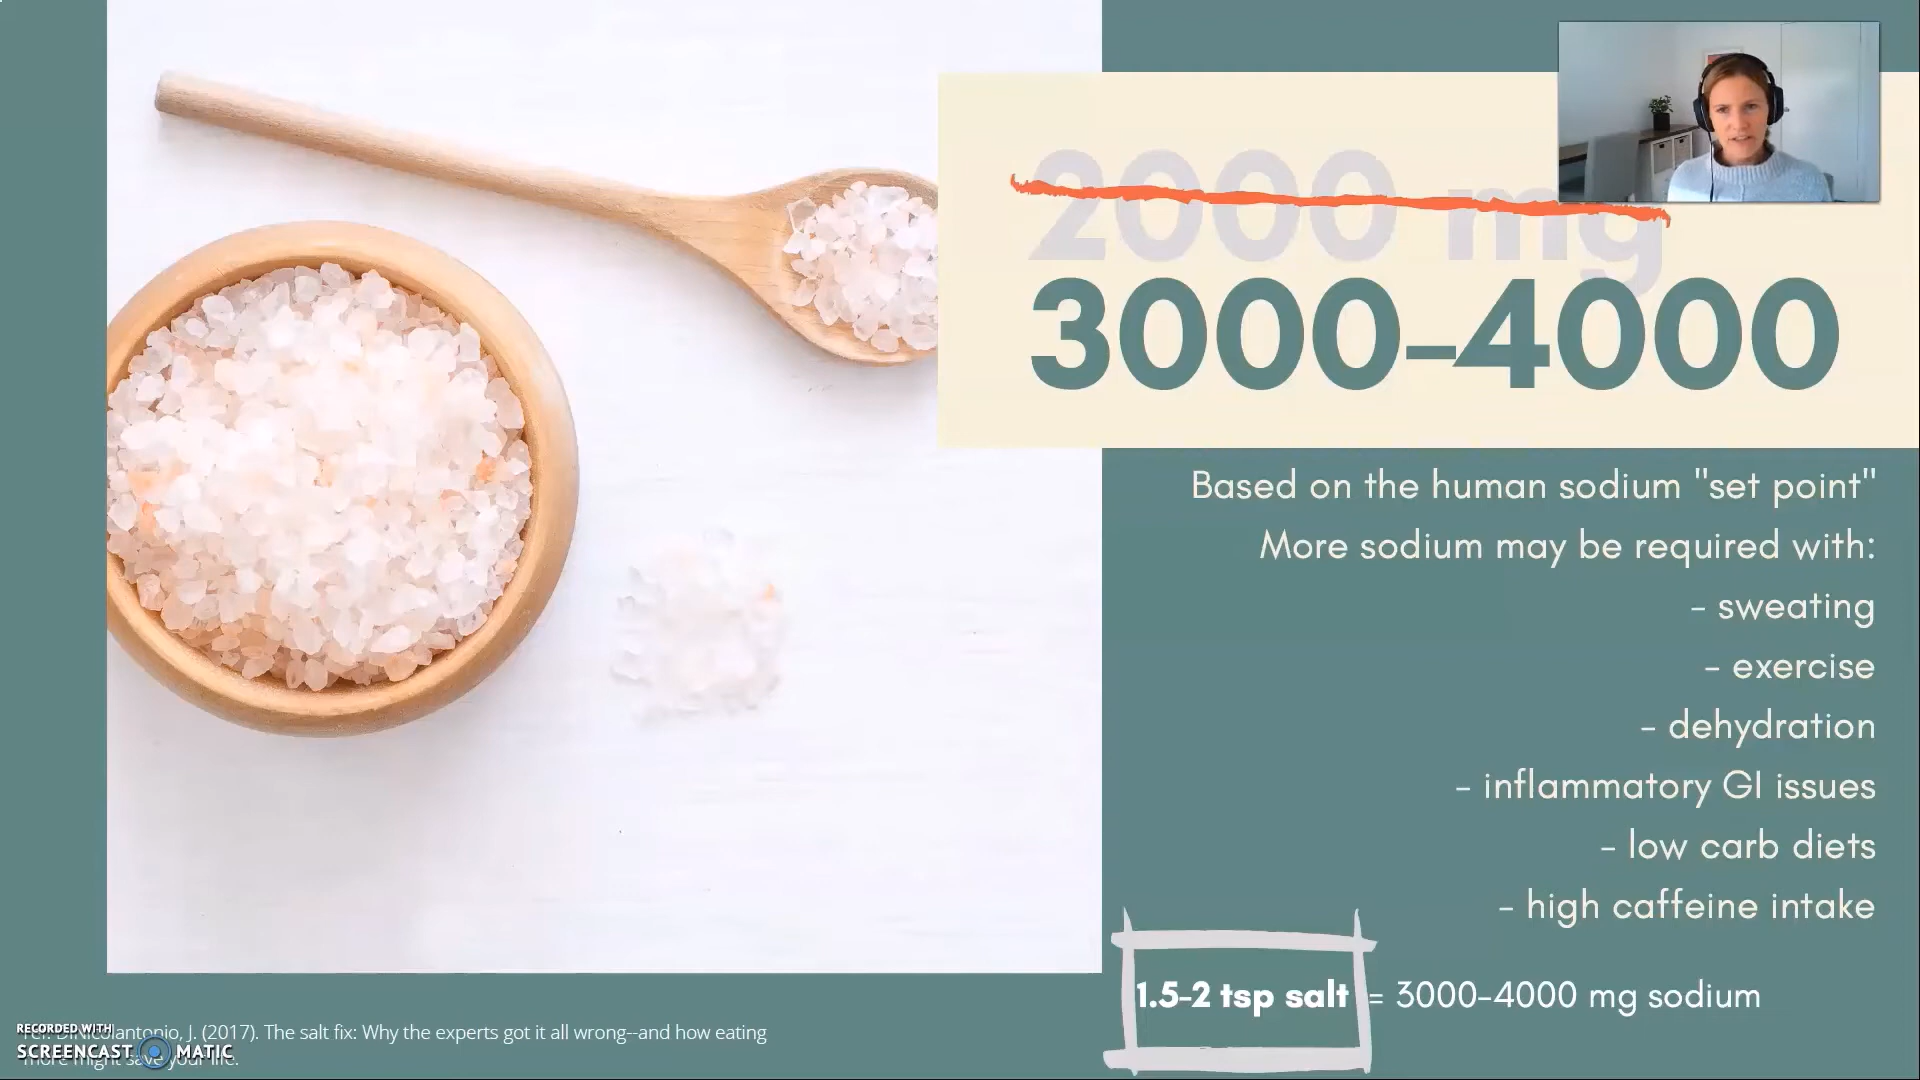 2000 mg
3000–4000
Based on the human sodium "set point"
More sodium may be required with:
- sweating
- exercise
- dehydration
- inflammatory GI issues
- low carb diets
- high caffeine intake
1.5-2 tsp salt = 3000-4000 mg sodium
ref: DiNicolantonio, J. (2017). The salt fix: Why the experts got it all wrong--and how eating
more might save your life.
RECORDED WITH
SCREENCAST MATIC